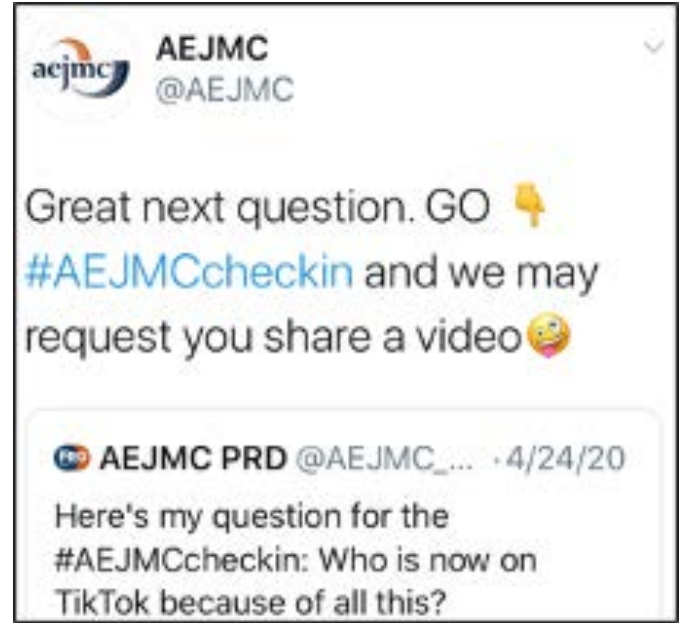 aejmc
AEJMC
@AEJMC
Great next question. GO 👇
#AEJMCcheckin and we may
request you share a video🤪
PRD AEJMC PRD @AEJMC_... · 4/24/20
Here's my question for the
#AEJMCcheckin: Who is now on
TikTok because of all this?